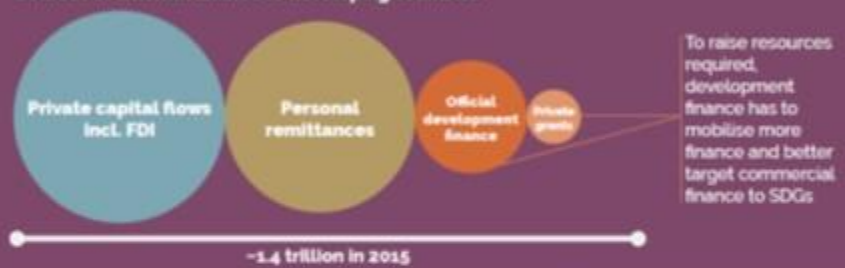 Private capital flows
incl. FDI
Personal
remittances
Official
development
finance
Private
grants
To raise resources
required,
development
finance has to
mobilise more
finance and better
target commercial
finance to SDGs
~1.4 trillion in 2015